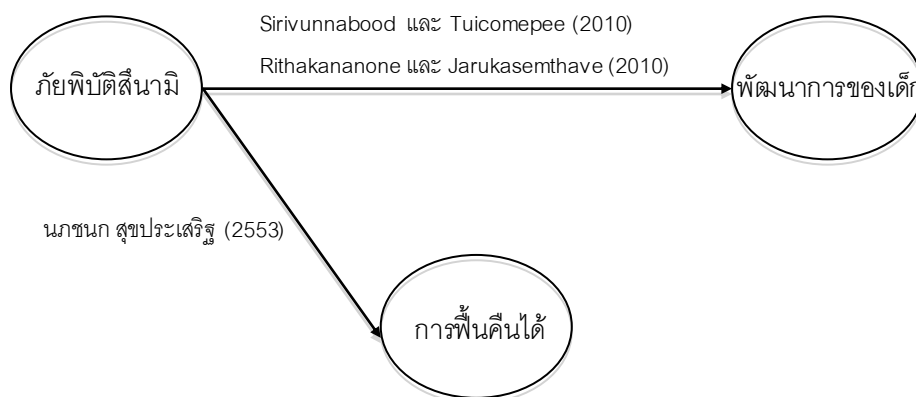 Sirivunnabood และ Tuicomepee (2010)
Rithakananone และ Jarukasemthave (2010)
ภัยพิบัติสึนามิ
พัฒนาการของเด็ก
นภชนก สุขประเสริฐ (2553)
การฟื้นคืนได้